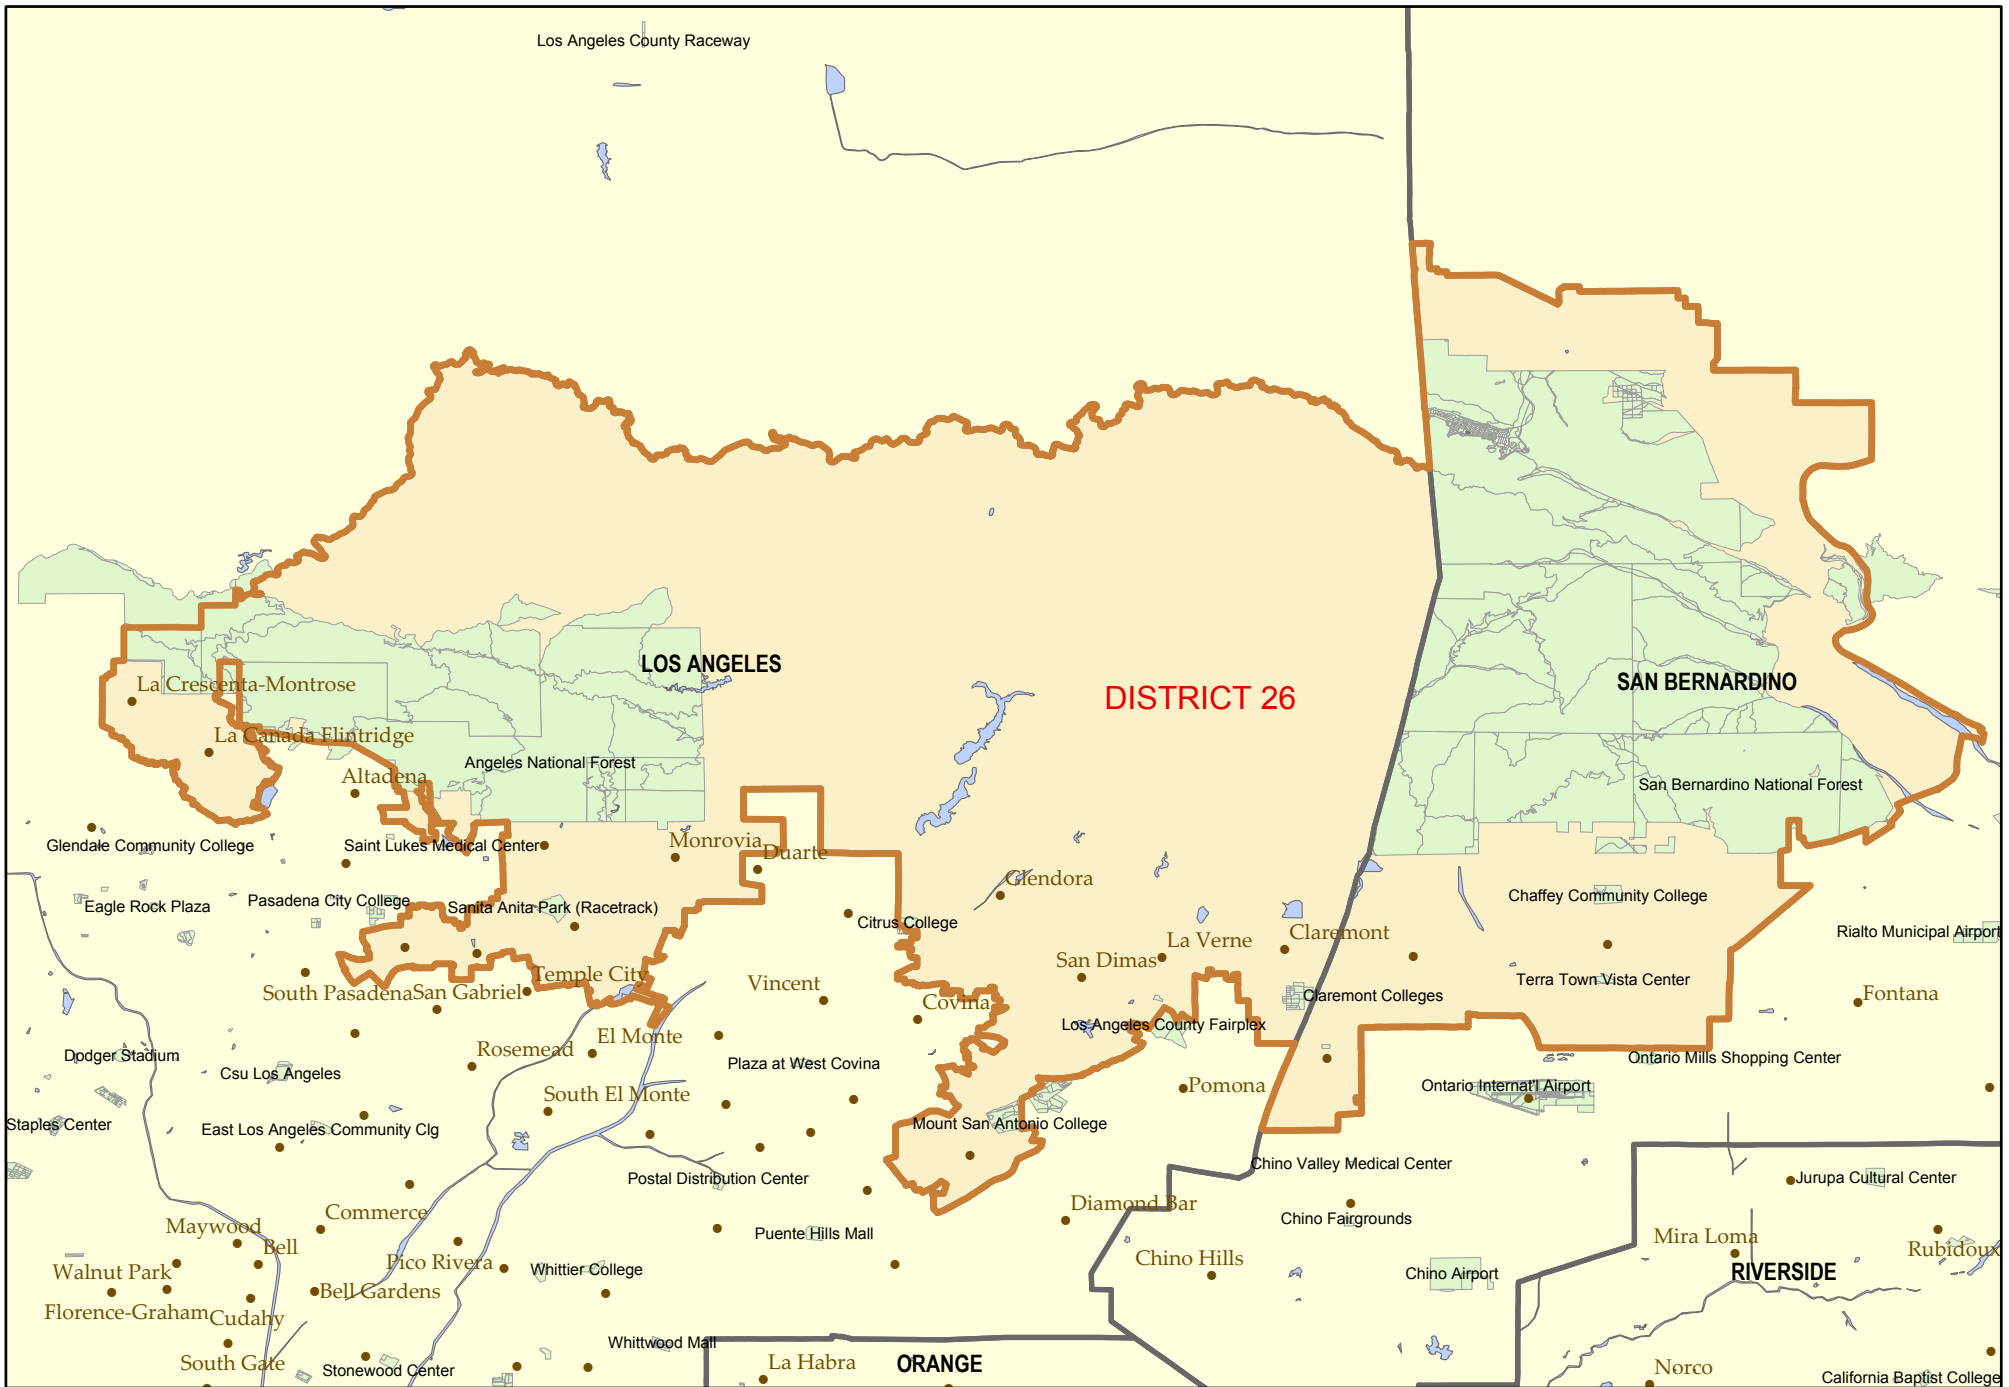 Los Angeles County Raceway
LOS ANGELES
DISTRICT 26
SAN BERNARDINO
La Crescenta-Montrose
La Canada Flintridge
Angeles National Forest
Altadena
San Bernardino National Forest
Glendale Community College
Saint Lukes Medical Center
Monrovia
Duarte
Glendora
Chaffey Community College
Eagle Rock Plaza
Pasadena City College
Sanita Anita Park (Racetrack)
Citrus College
Rialto Municipal Airport
La Verne
Claremont
San Dimas
Temple City
Vincent
Terra Town Vista Center
South Pasadena
San Gabriel
Claremont Colleges
Fontana
Covina
Los Angeles County Fairplex
El Monte
Rosemead
Dodger Stadium
Csu Los Angeles
Plaza at West Covina
Ontario Mills Shopping Center
Pomona
Ontario Internat'l Airport
South El Monte
Staples Center
East Los Angeles Community Clg
Mount San Antonio College
Chino Valley Medical Center
Postal Distribution Center
Jurupa Cultural Center
Diamond Bar
Commerce
Chino Fairgrounds
Maywood
Puente Hills Mall
Mira Loma
Rubidoux
Bell
Pico Rivera
Chino Hills
Walnut Park
Whittier College
Chino Airport
RIVERSIDE
Bell Gardens
Florence-Graham
Cudahy
Whittwood Mall
South Gate
Stonewood Center
La Habra
ORANGE
Norco
California Baptist College